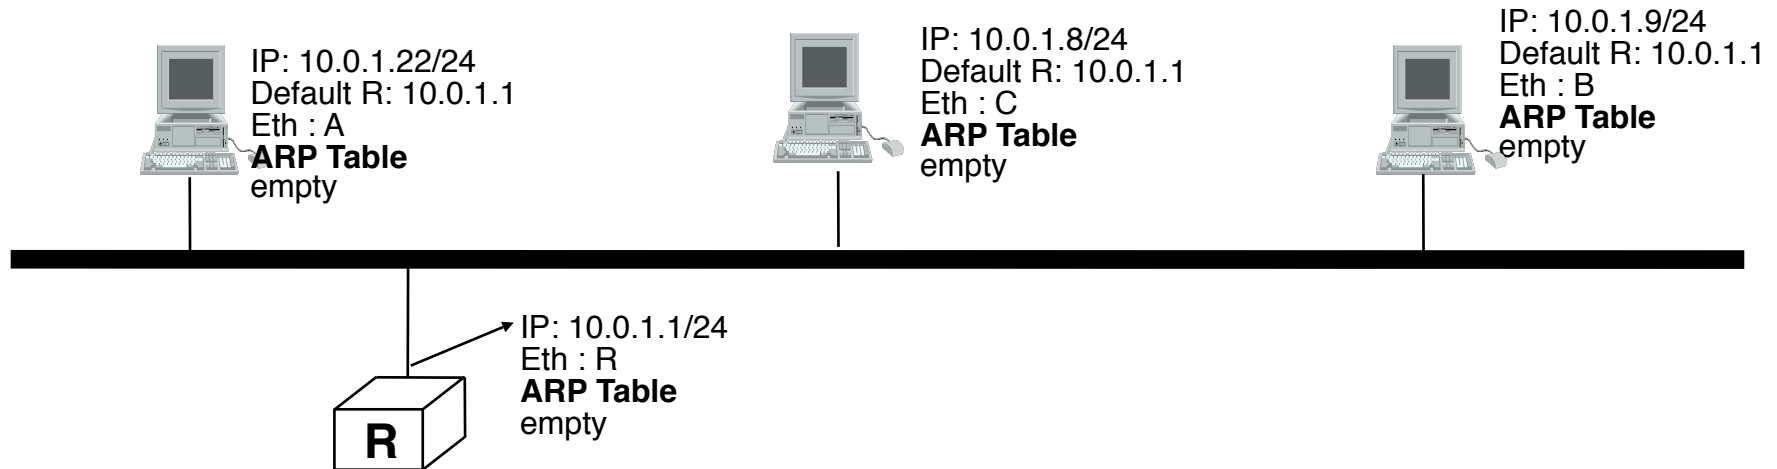 IP: 10.0.1.22/24
Default R: 10.0.1.1
Eth : A
ARP Table
empty
IP: 10.0.1.8/24
Default R: 10.0.1.1
Eth : C
ARP Table
empty
IP: 10.0.1.9/24
Default R: 10.0.1.1
Eth : B
ARP Table
empty
IP: 10.0.1.1/24
Eth : R
ARP Table
empty
R